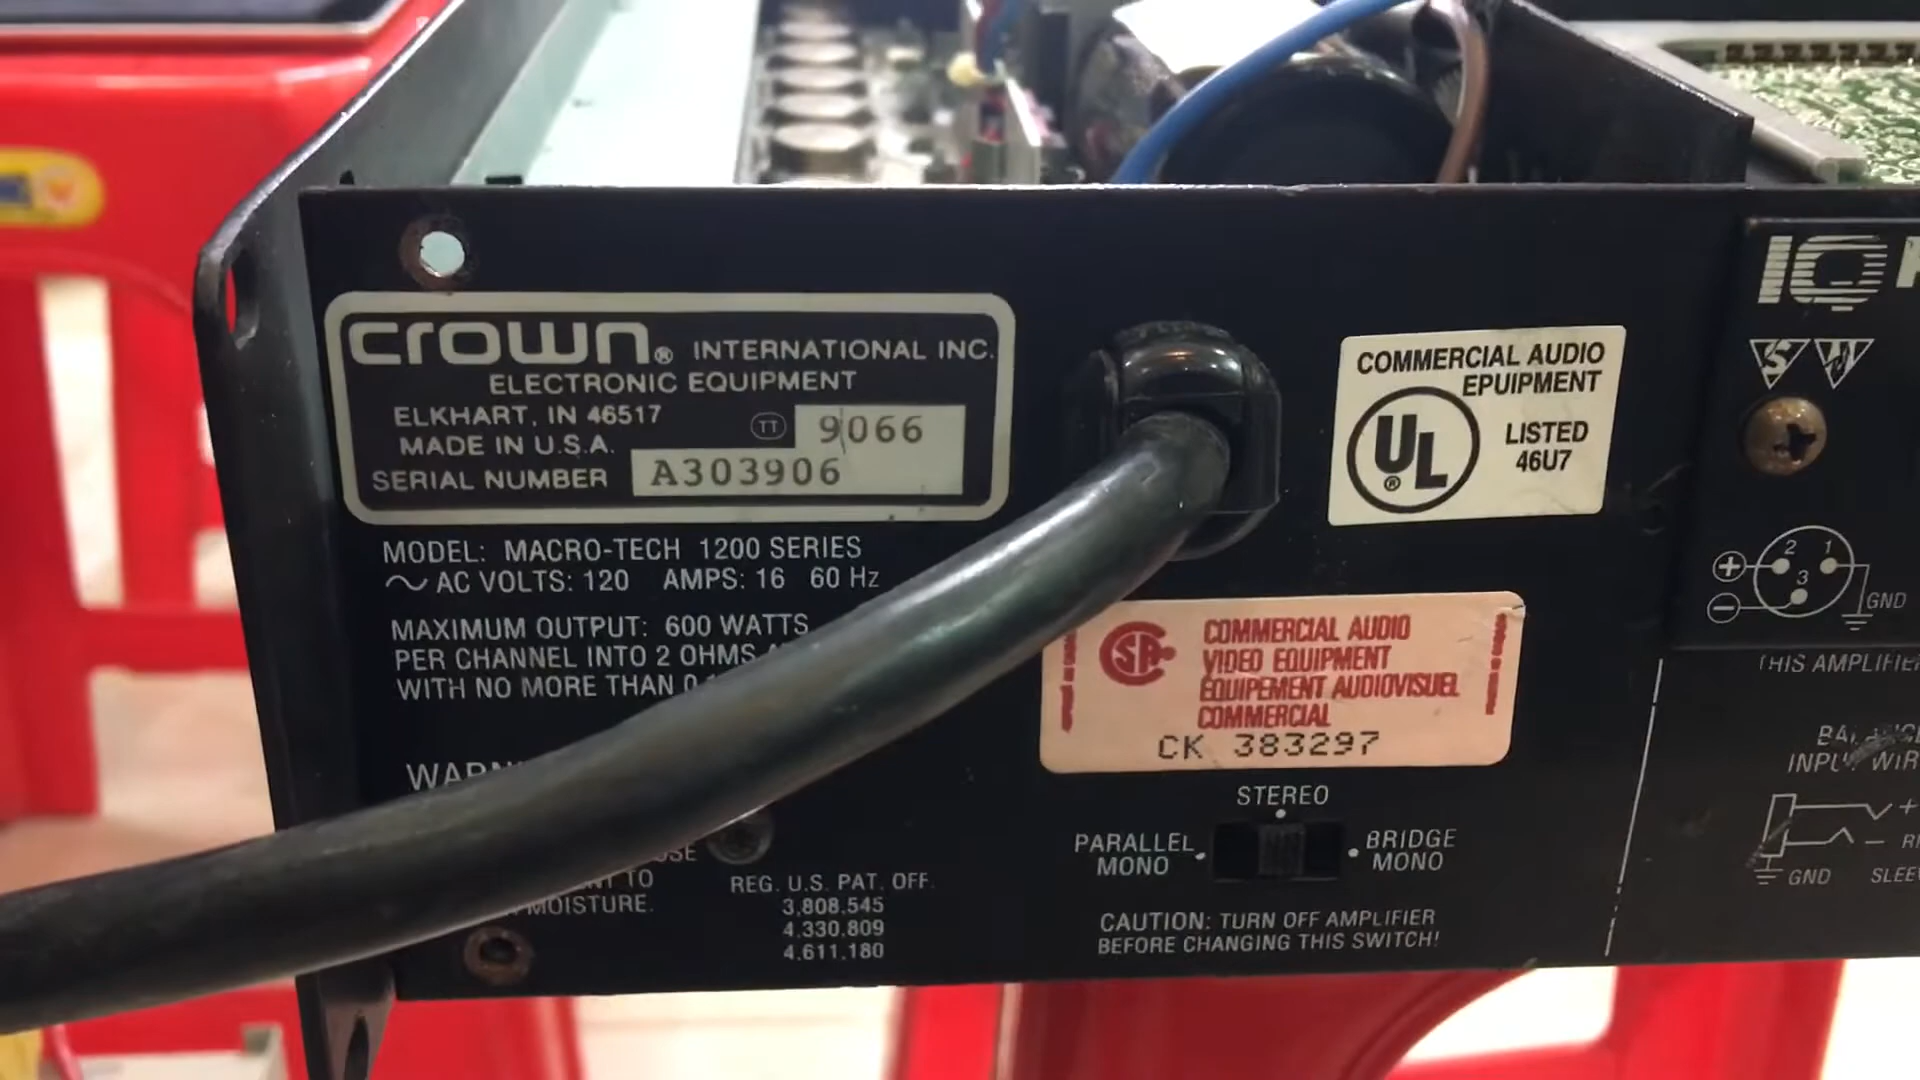 crown® INTERNATIONAL INC.
ELECTRONIC EQUIPMENT
ELKHART, IN 46517
TT 9066
MADE IN U.S.A.
SERIAL NUMBER A303906
MODEL: MACRO-TECH 1200 SERIES
AC VOLTS: 120 AMPS: 16 60 Hz
MAXIMUM OUTPUT: 600 WATTS
PER CHANNEL INTO 2 OHMS
WITH NO MORE THAN
TO
MOISTURE.
REG. U.S. PAT. OFF.
3,808,545
4,330,809
4,611,180
COMMERCIAL AUDIO
EPUIPMENT
UL®
LISTED
46U7
COMMERCIAL AUDIO
VIDEO EQUIPMENT
EQUIPEMENT AUDIOVISUEL
COMMERCIAL
CK 383297
STEREO
PARALLEL
MONO
BRIDGE
MONO
CAUTION: TURN OFF AMPLIFIER
BEFORE CHANGING THIS SWITCH!
IQ
2 1
3
+
−
GND
THIS
INPUT
+
−
GND